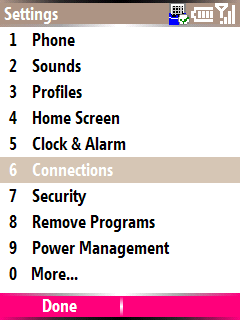 Settings
1 Phone
2 Sounds
3 Profiles
4 Home Screen
5 Clock & Alarm
6 Connections
7 Security
8 Remove Programs
9 Power Management
0 More...
Done